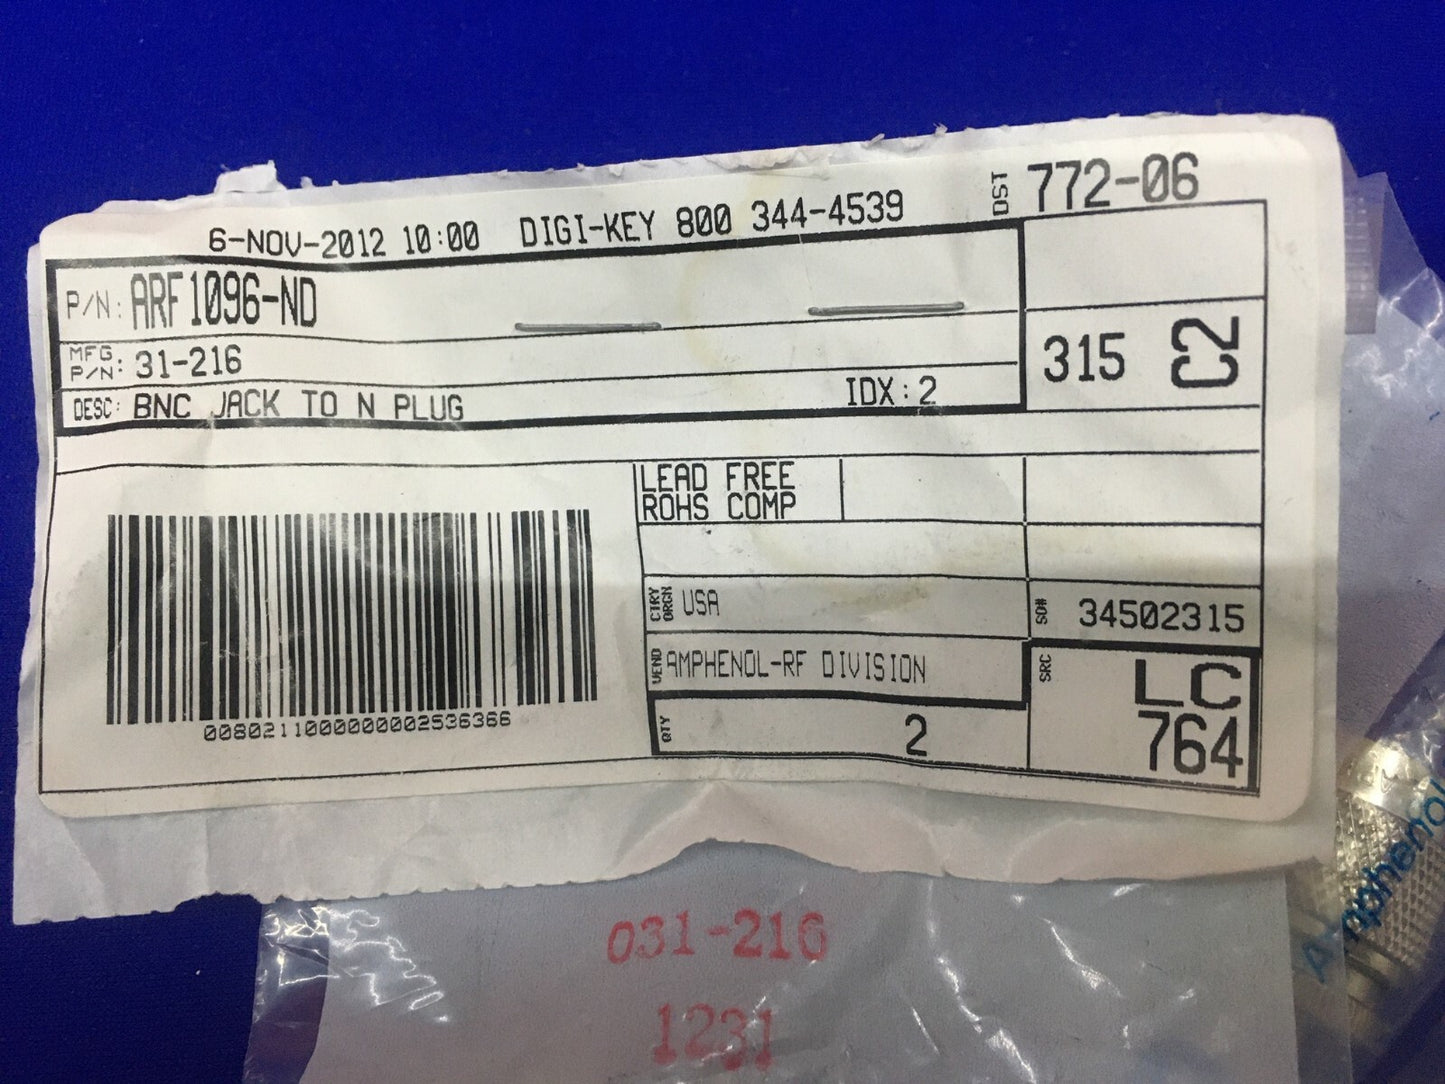 6-NOV-2012 10:00 DIGI-KEY 800 344-4539 DST 772-06
P/N: ARF1096-ND
MFG P/N: 31-216
DESC: BNC JACK TO N PLUG IDX: 2
315 C2
LEAD FREE
ROHS COMP
CTRY ORGN USA
SO# 34502315
VEND AMPHENOL-RF DIVISION
SRC LC 764
QTY 2
00802110000000002536366
Amphenol
031-216
1231